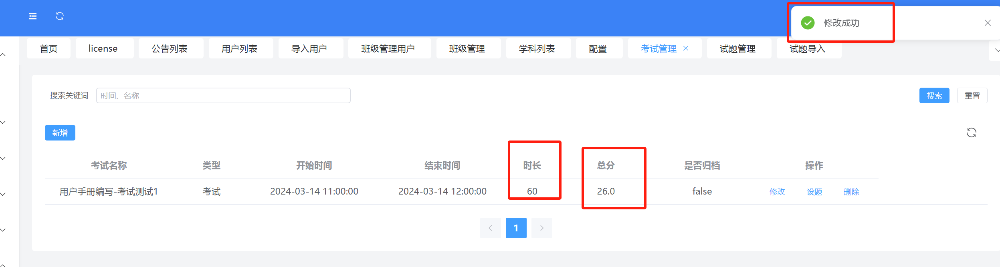 修改成功
首页 license 公告列表 用户列表 导入用户 班级管理用户 班级管理 学科列表 配置 考试管理 试题管理 试题导入
搜索关键词 时间、名称 搜索 重置
新增
考试名称 类型 开始时间 结束时间 时长 总分 是否归档 操作
用户手册编写-考试测试1 考试 2024-03-14 11:00:00 2024-03-14 12:00:00 60 26.0 false 修改 设题 删除
1